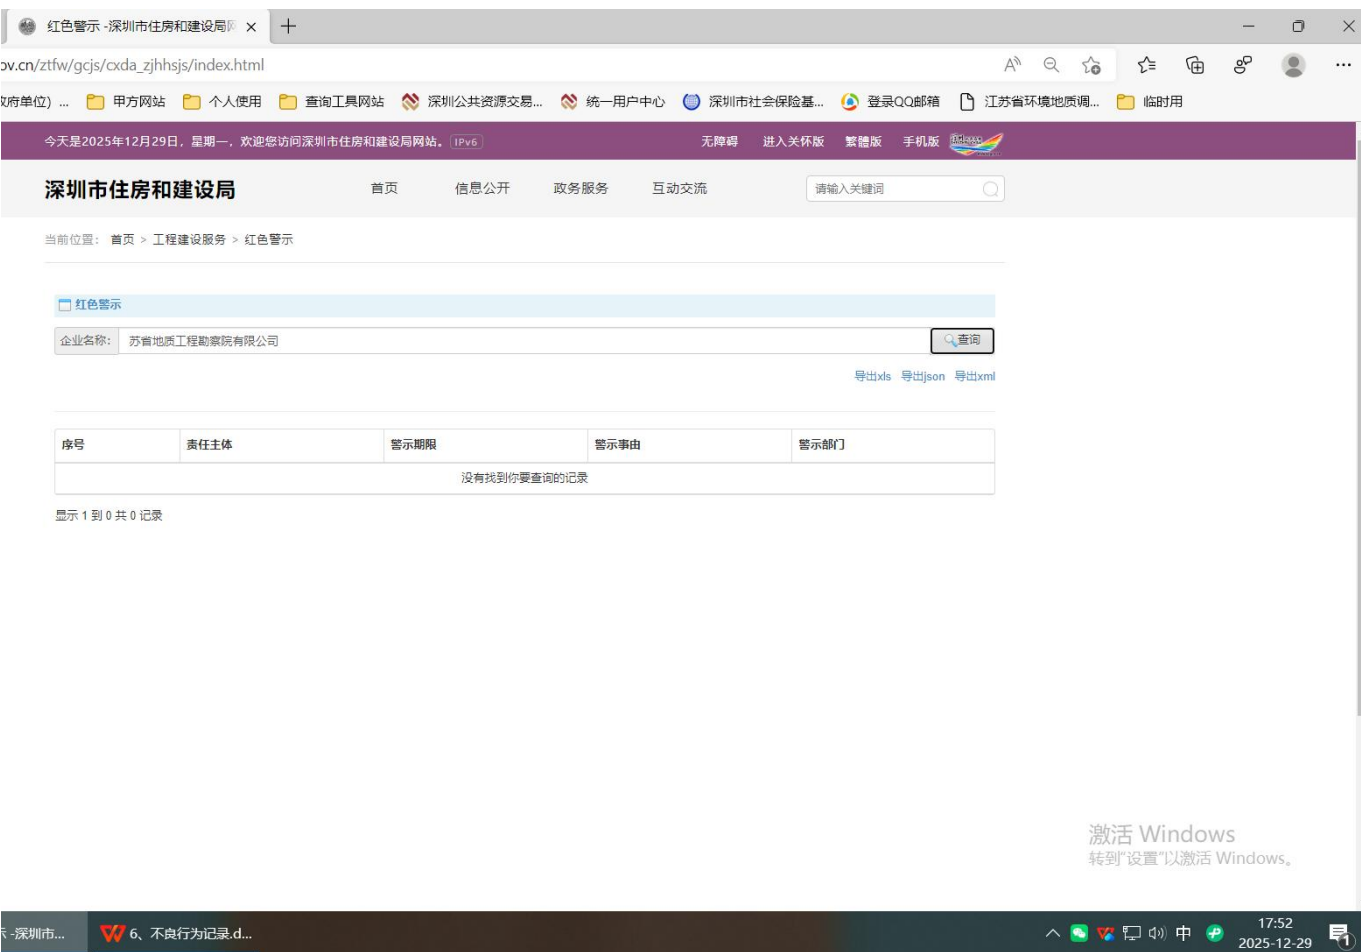 红色警示 -深圳市住房和建设局
ov.cn/ztfw/gcjs/cxda_zjhhsjs/index.html
政府单位) ... 甲方网站 个人使用 查询工具网站 深圳公共资源交易... 统一用户中心 深圳市社会保险基... 登录QQ邮箱 江苏省环境地质调... 临时用
今天是2025年12月29日，星期一，欢迎您访问深圳市住房和建设局网站。 IPv6 无障碍 进入关怀版 繁體版 手机版
深圳市住房和建设局 首页 信息公开 政务服务 互动交流 请输入关键词
当前位置： 首页 > 工程建设服务 > 红色警示
红色警示
企业名称: 苏省地质工程勘察院有限公司 查询
导出xls 导出json 导出xml
序号 责任主体 警示期限 警示事由 警示部门
没有找到你要查询的记录
显示 1 到 0 共 0 记录
激活 Windows
转到"设置"以激活 Windows。
示 -深圳市... 6、不良行为记录.d... 中 17:52
2025-12-29 1